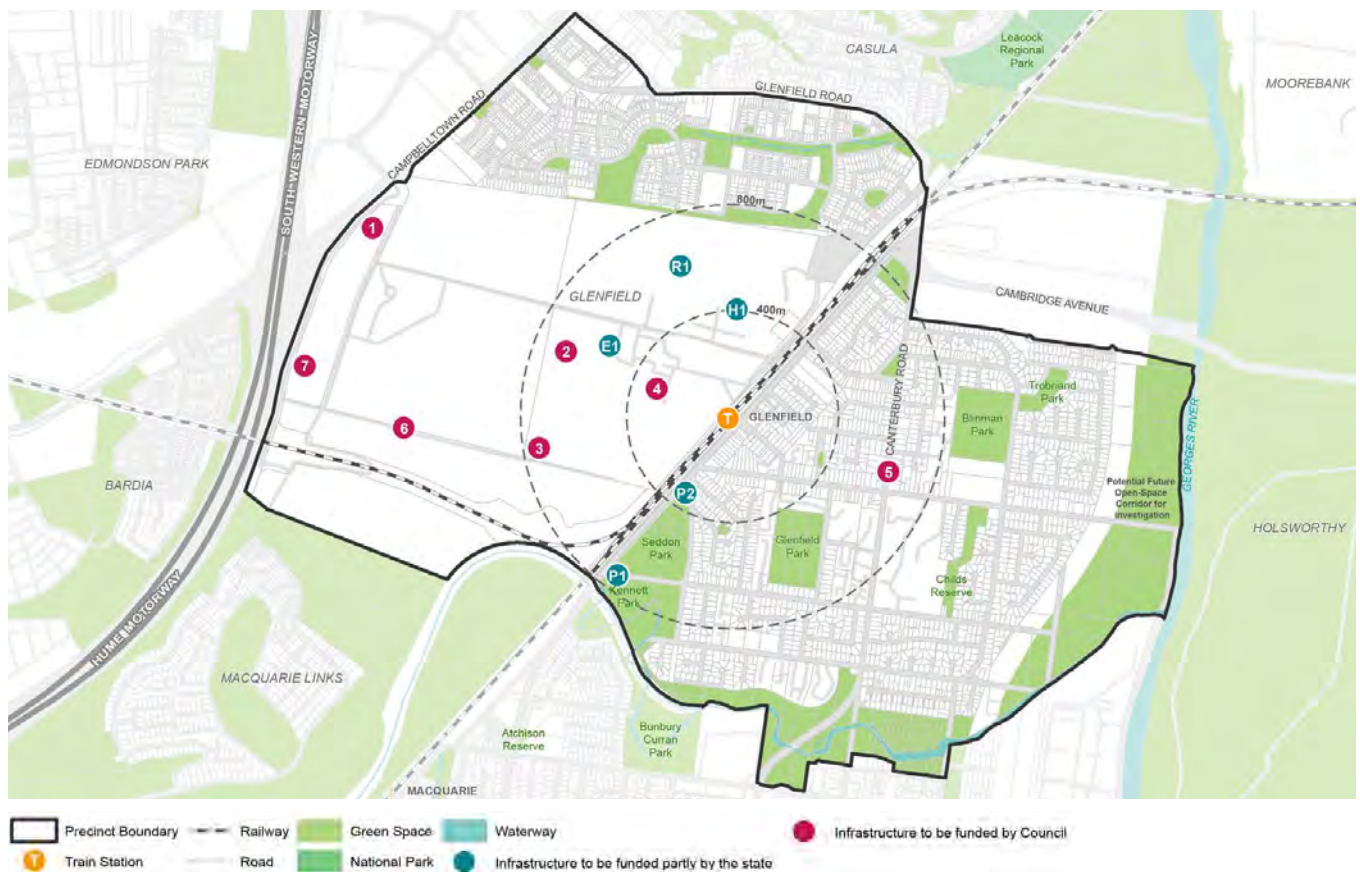 CASULA
Leacock
Regional
Park
MOOREBANK
GLENFIELD ROAD
CAMPBELLTOWN ROAD
EDMONDSON PARK
SOUTH-WESTERN-MOTORWAY
800m
1
R1
GLENFIELD
H1
400m
CAMBRIDGE AVENUE
E1
2
7
4
CANTERBURY ROAD
Trobriand
Park
Blinman
Park
T
GLENFIELD
6
3
5
GEORGES RIVER
BARDIA
P2
Potential Future
Open-Space
Corridor for
investigation
HOLSWORTHY
Seddon
Park
Glenfield
Park
P1
Kennett
Park
Childs
Reserve
HUME MOTORWAY
MACQUARIE LINKS
Atchison
Reserve
Bunbury
Curran
Park
MACQUARIE
Precinct Boundary
Railway
Green Space
Waterway
Infrastructure to be funded by Council
T
Train Station
Road
National Park
Infrastructure to be funded partly by the state